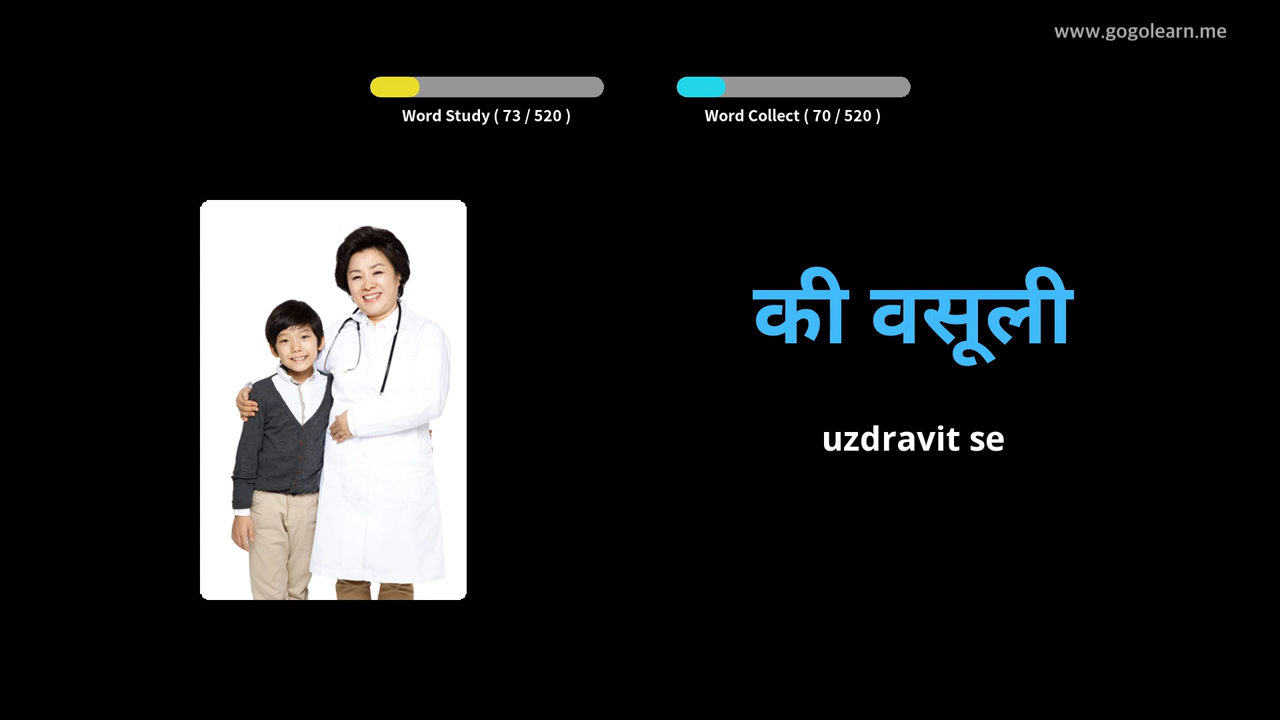 www.gogolearn.me
Word Study ( 73 / 520 )
Word Collect ( 70 / 520 )
की वसूली
uzdravit se